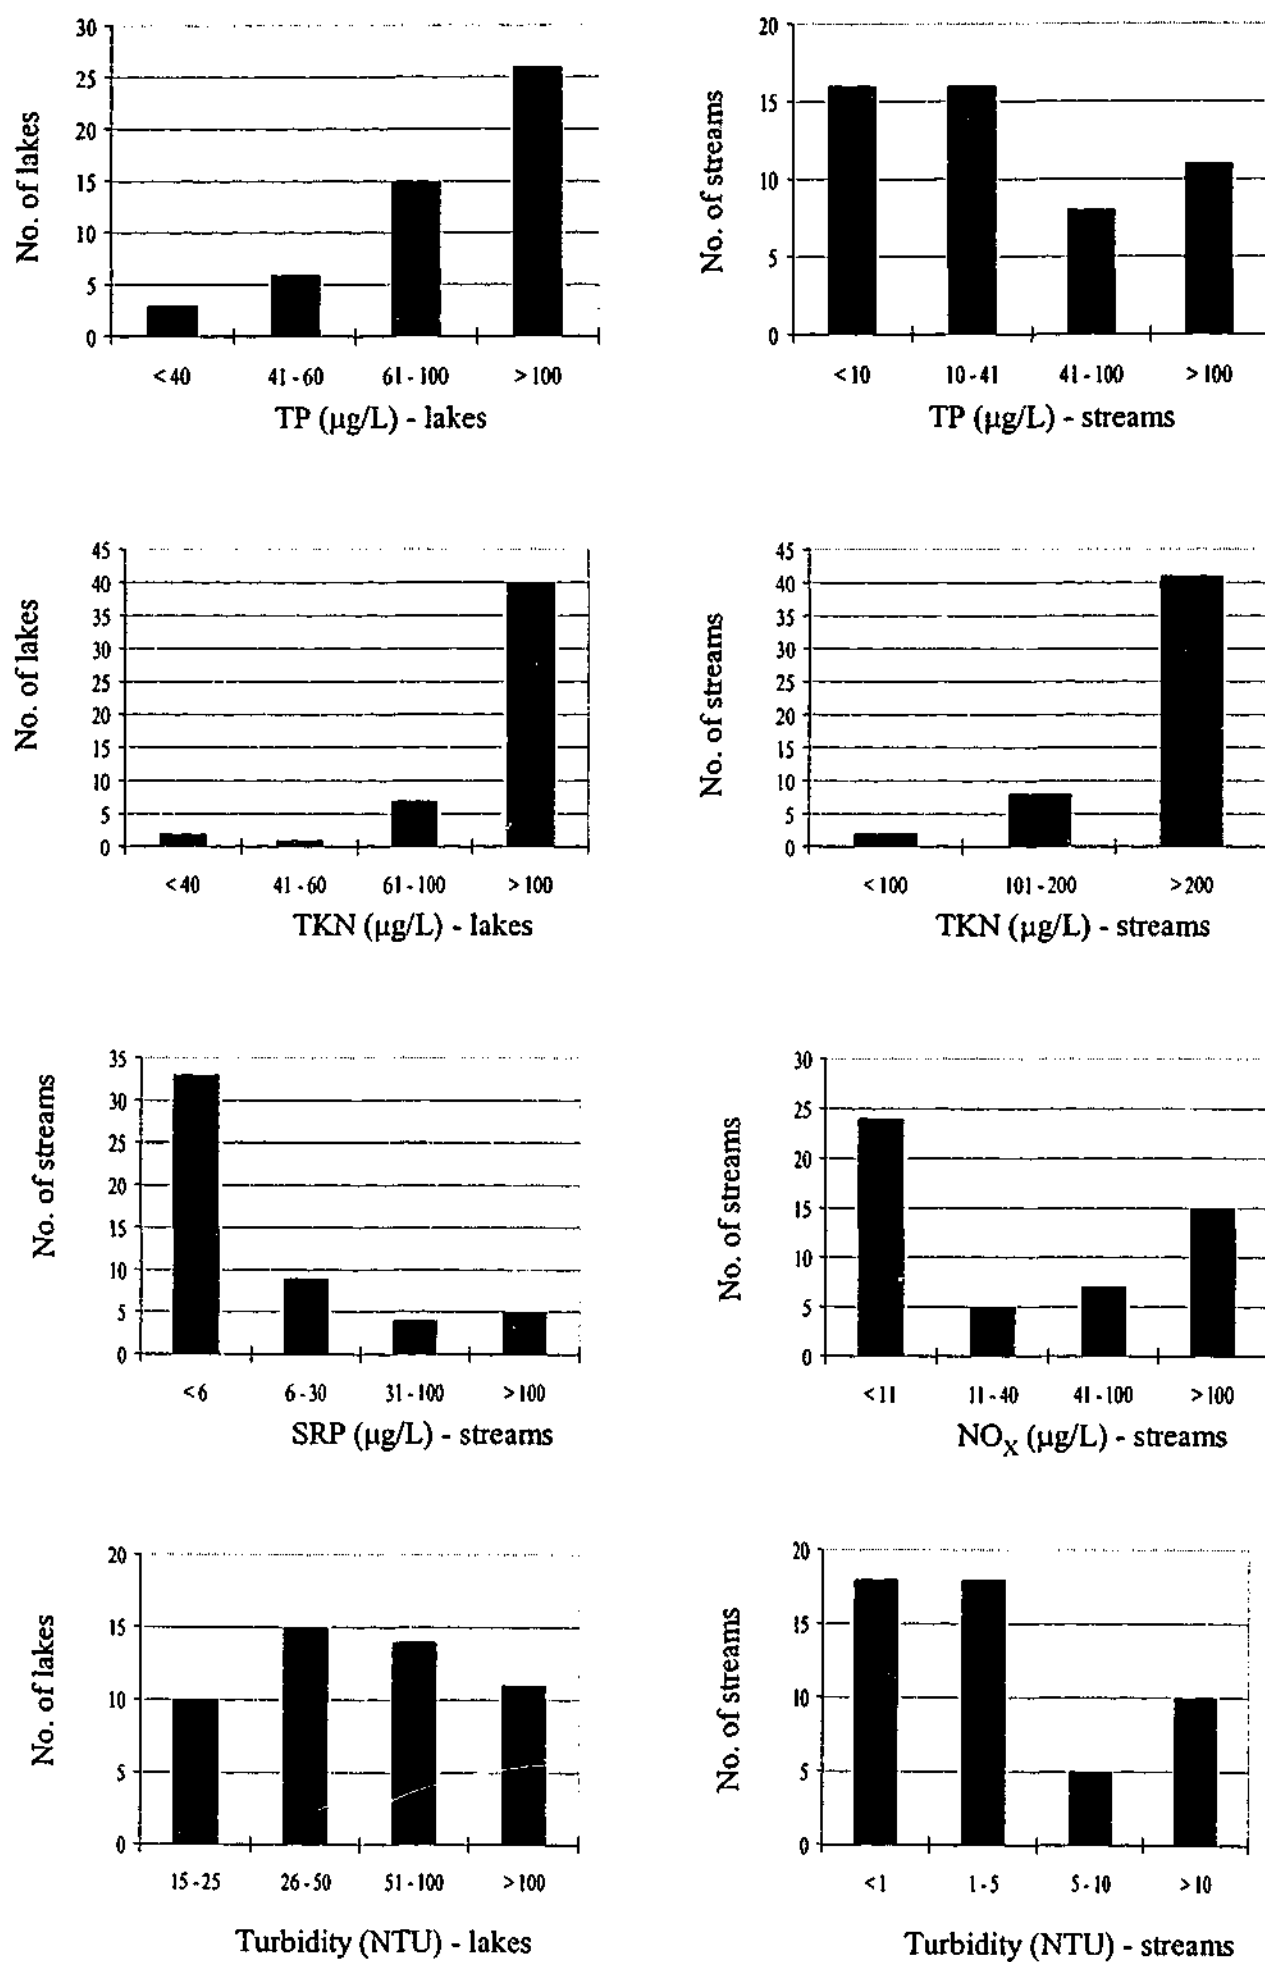 30
25
20
15
10
5
0
No. of lakes
<40 41-60 61-100 >100
TP (µg/L) - lakes
20
15
10
5
0
No. of streams
<10 10-41 41-100 >100
TP (µg/L) - streams
45
40
35
30
25
20
15
10
5
0
No. of lakes
<40 41-60 61-100 >100
TKN (µg/L) - lakes
45
40
35
30
25
20
15
10
5
0
No. of streams
<100 101-200 >200
TKN (µg/L) - streams
35
30
25
20
15
10
5
0
No. of streams
<6 6-30 31-100 >100
SRP (µg/L) - streams
30
25
20
15
10
5
0
No. of streams
<11 11-40 41-100 >100
NOX (µg/L) - streams
20
15
10
5
0
No. of lakes
15-25 26-50 51-100 >100
Turbidity (NTU) - lakes
20
15
10
5
0
No. of streams
<1 1-5 5-10 >10
Turbidity (NTU) - streams